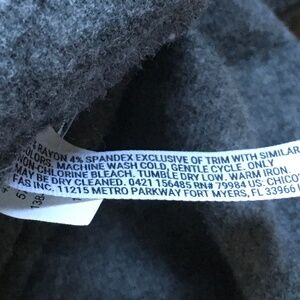 RAYON 4% SPANDEX EXCLUSIVE OF TRIM WITH SIMILAR
COLORS. MACHINE WASH COLD, GENTLE CYCLE. ONLY
NON CHLORINE BLEACH. TUMBLE DRY LOW. WARM IRON.
MAY BE DRY CLEANED. 0421 156485 RN# 79984 US: CHICO'
FAS INC. 11215 METRO PARKWAY FORT MYERS, FL 33966